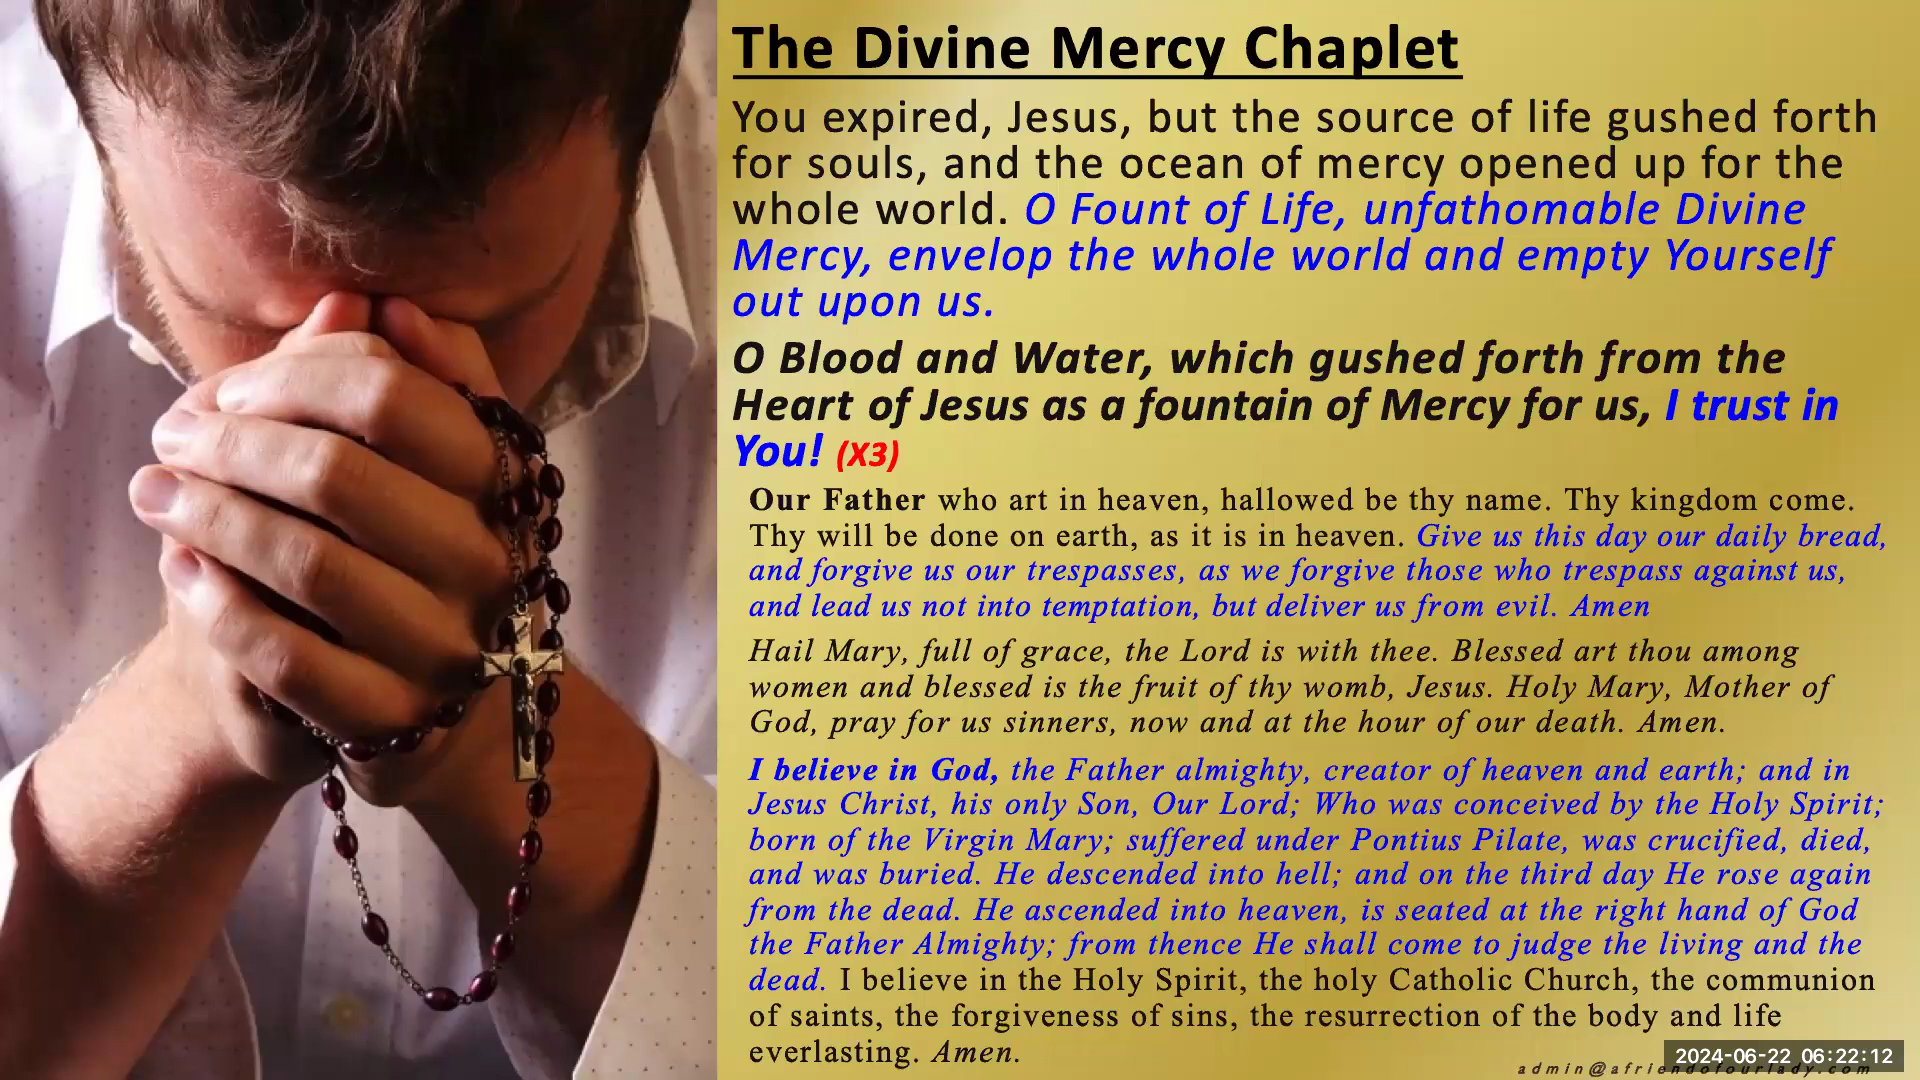 The Divine Mercy Chaplet
You expired, Jesus, but the source of life gushed forth
for souls, and the ocean of mercy opened up for the
whole world. O Fount of Life, unfathomable Divine
Mercy, envelop the whole world and empty Yourself
out upon us.
O Blood and Water, which gushed forth from the
Heart of Jesus as a fountain of Mercy for us, I trust in
You! (X3)
Our Father who art in heaven, hallowed be thy name. Thy kingdom come.
Thy will be done on earth, as it is in heaven. Give us this day our daily bread,
and forgive us our trespasses, as we forgive those who trespass against us,
and lead us not into temptation, but deliver us from evil. Amen
Hail Mary, full of grace, the Lord is with thee. Blessed art thou among
women and blessed is the fruit of thy womb, Jesus. Holy Mary, Mother of
God, pray for us sinners, now and at the hour of our death. Amen.
I believe in God, the Father almighty, creator of heaven and earth; and in
Jesus Christ, his only Son, Our Lord; Who was conceived by the Holy Spirit;
born of the Virgin Mary; suffered under Pontius Pilate, was crucified, died,
and was buried. He descended into hell; and on the third day He rose again
from the dead. He ascended into heaven, is seated at the right hand of God
the Father Almighty; from thence He shall come to judge the living and the
dead. I believe in the Holy Spirit, the holy Catholic Church, the communion
of saints, the forgiveness of sins, the resurrection of the body and life
everlasting. Amen.
2024-06-22 06:22:12
admin@afriendofourlady.com